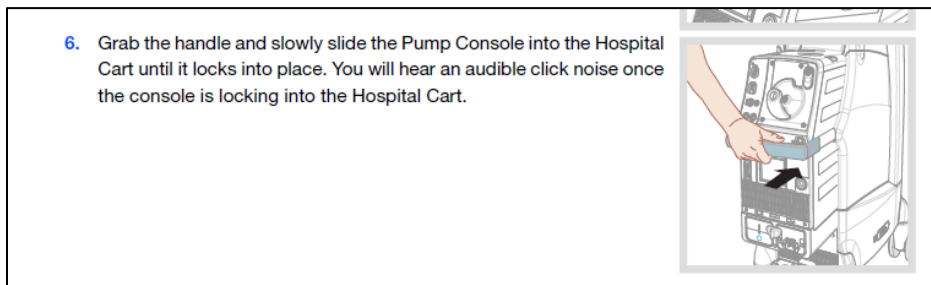 6. Grab the handle and slowly slide the Pump Console into the Hospital
Cart until it locks into place. You will hear an audible click noise once
the console is locking into the Hospital Cart.